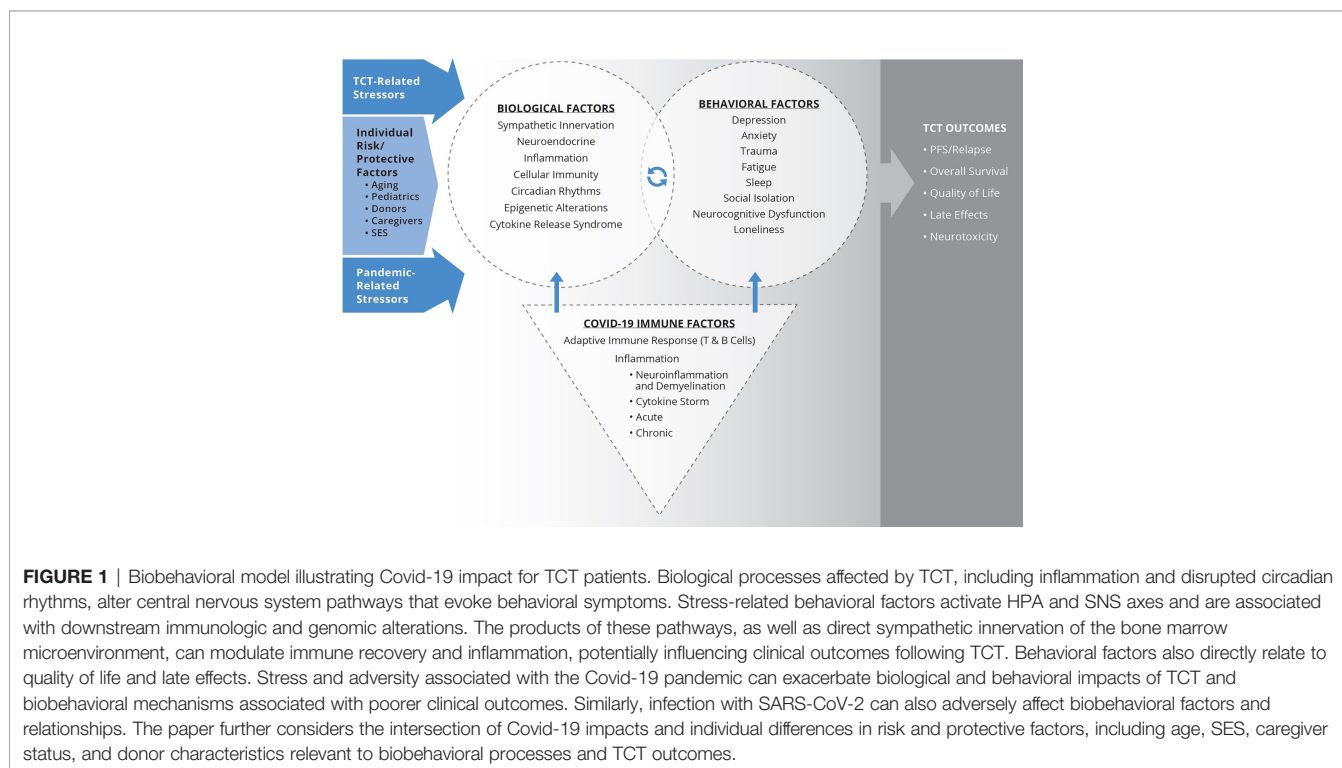 TCT-Related
Stressors
Individual
Risk/
Protective
Factors
• Aging
• Pediatrics
• Donors
• Caregivers
• SES
Pandemic-
Related
Stressors
BIOLOGICAL FACTORS
Sympathetic Innervation
Neuroendocrine
Inflammation
Cellular Immunity
Circadian Rhythms
Epigenetic Alterations
Cytokine Release Syndrome
BEHAVIORAL FACTORS
Depression
Anxiety
Trauma
Fatigue
Sleep
Social Isolation
Neurocognitive Dysfunction
Loneliness
COVID-19 IMMUNE FACTORS
Adaptive Immune Response (T & B Cells)
Inflammation
• Neuroinflammation
and Demyelination
• Cytokine Storm
• Acute
• Chronic
TCT OUTCOMES
• PFS/Relapse
• Overall Survival
• Quality of Life
• Late Effects
• Neurotoxicity
FIGURE 1 | Biobehavioral model illustrating Covid-19 impact for TCT patients. Biological processes affected by TCT, including inflammation and disrupted circadian
rhythms, alter central nervous system pathways that evoke behavioral symptoms. Stress-related behavioral factors activate HPA and SNS axes and are associated
with downstream immunologic and genomic alterations. The products of these pathways, as well as direct sympathetic innervation of the bone marrow
microenvironment, can modulate immune recovery and inflammation, potentially influencing clinical outcomes following TCT. Behavioral factors also directly relate to
quality of life and late effects. Stress and adversity associated with the Covid-19 pandemic can exacerbate biological and behavioral impacts of TCT and
biobehavioral mechanisms associated with poorer clinical outcomes. Similarly, infection with SARS-CoV-2 can also adversely affect biobehavioral factors and
relationships. The paper further considers the intersection of Covid-19 impacts and individual differences in risk and protective factors, including age, SES, caregiver
status, and donor characteristics relevant to biobehavioral processes and TCT outcomes.